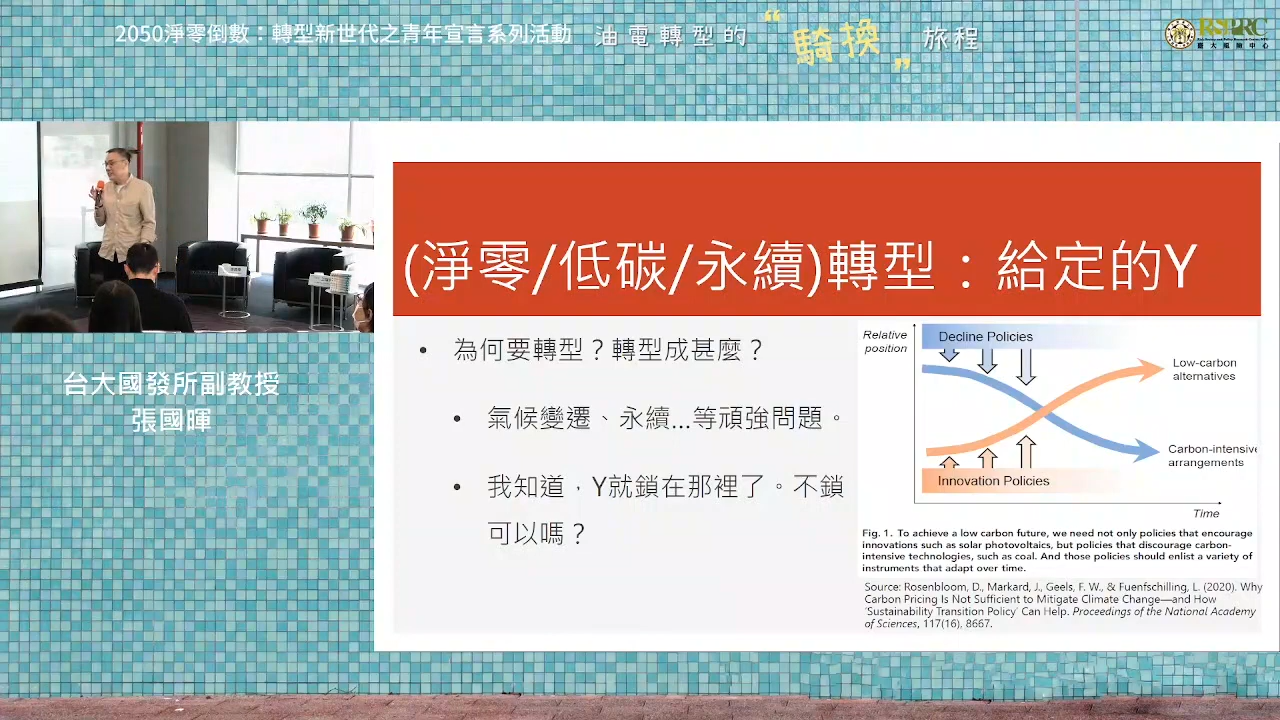 2050淨零倒數：轉型新世代之青年宣言系列活動
油電轉型的“騎換”旅程
RSPRC
臺大風險中心
台大國發所副教授
張國暉
(淨零/低碳/永續)轉型：給定的Y
• 為何要轉型？轉型成甚麼？
• 氣候變遷、永續…等頑強問題。
• 我知道，Y就鎖在那裡了。不鎖
可以嗎？
Relative
position
Decline Policies
Low-carbon
alternatives
Carbon-intensive
arrangements
Innovation Policies
Time
Fig. 1. To achieve a low carbon future, we need not only policies that encourage
innovations such as solar photovoltaics, but policies that discourage carbon-
intensive technologies, such as coal. And those policies should enlist a variety of
instruments that adapt over time.
Source: Rosenbloom, D., Markard, J., Geels, F. W., & Fuenfschilling, L. (2020). Why
Carbon Pricing Is Not Sufficient to Mitigate Climate Change—and How
‘Sustainability Transition Policy’ Can Help. Proceedings of the National Academy
of Sciences, 117(16), 8667.